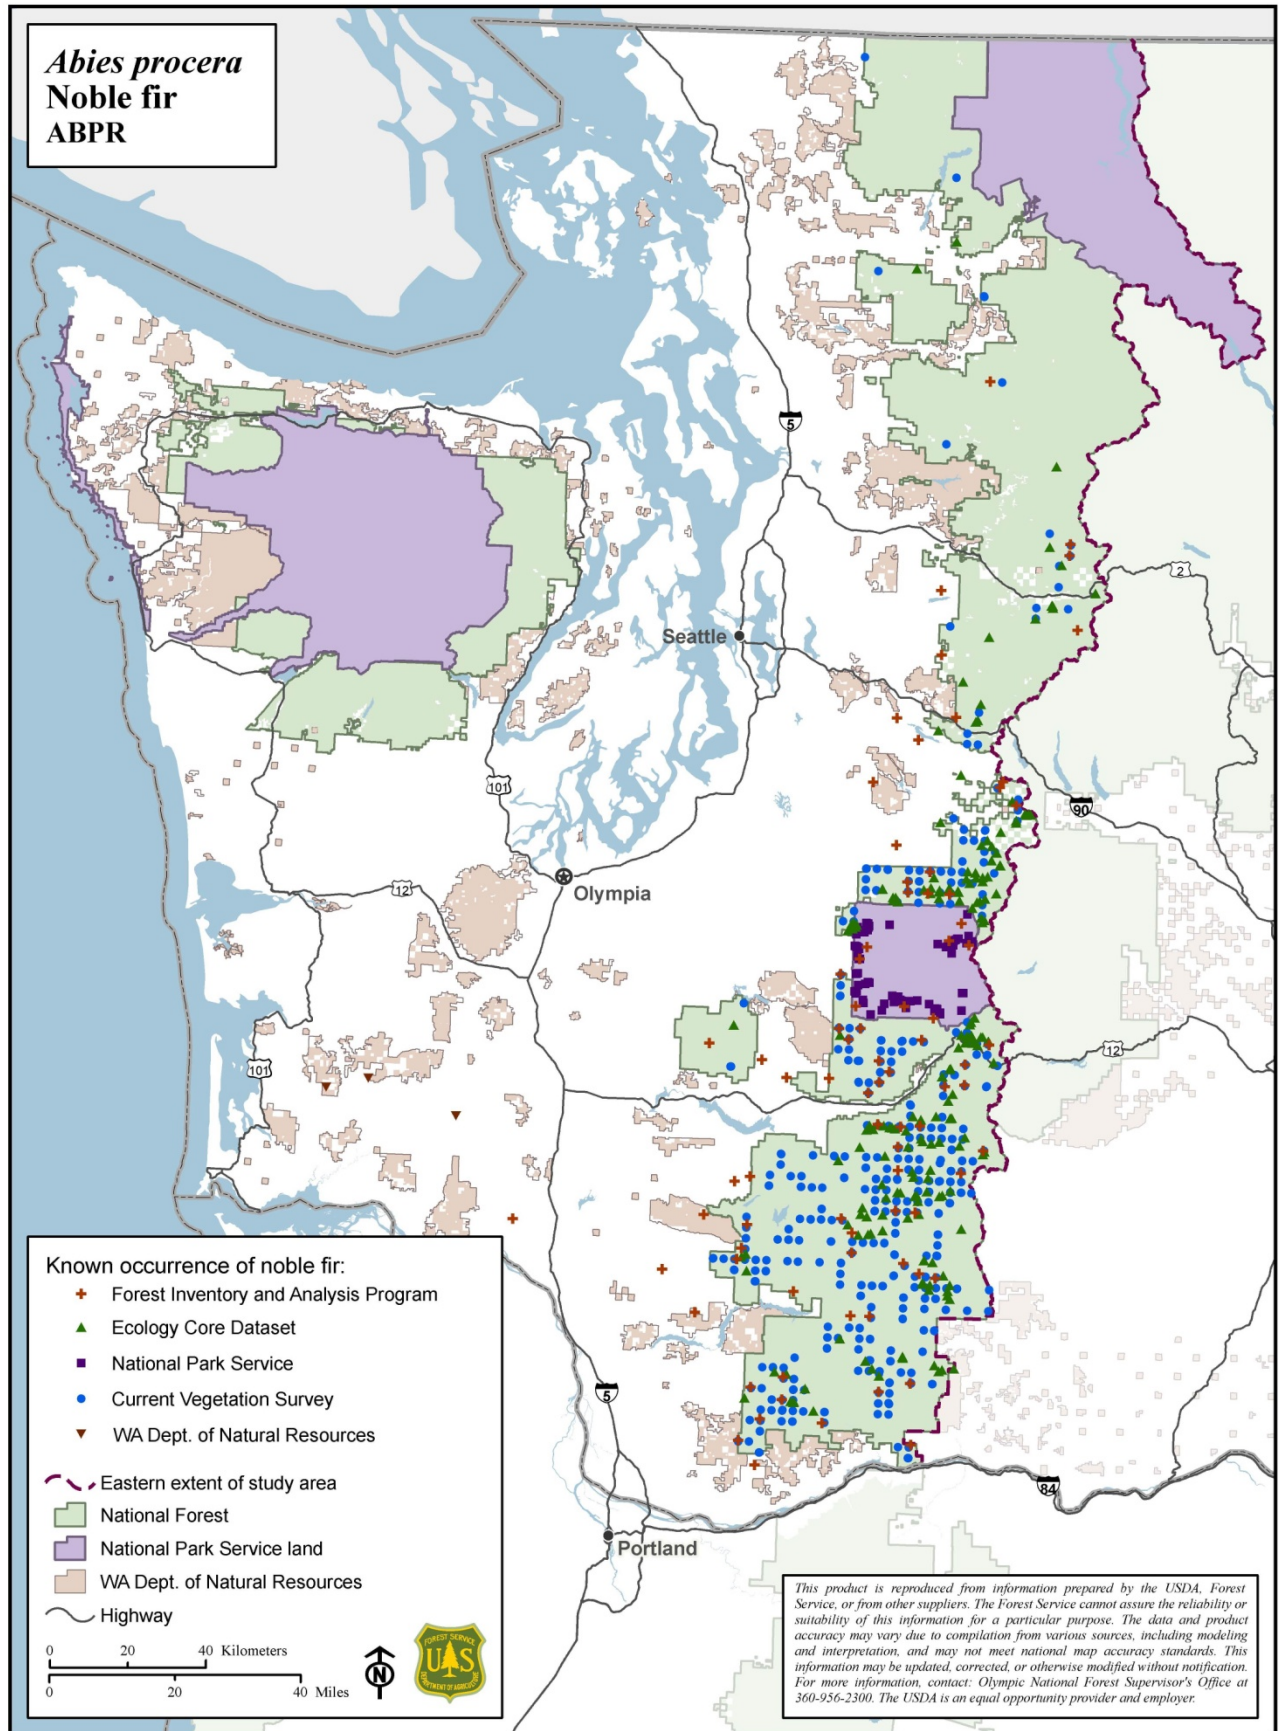 Abies procera
Noble fir
ABPR
5
2
Seattle
101
90
Olympia
12
101
12
5
84
Portland
Known occurrence of noble fir:
Forest Inventory and Analysis Program
Ecology Core Dataset
National Park Service
Current Vegetation Survey
WA Dept. of Natural Resources
Eastern extent of study area
National Forest
National Park Service land
WA Dept. of Natural Resources
Highway
0 20 40 Kilometers
0 20 40 Miles
N
FOREST SERVICE
U S
DEPARTMENT OF AGRICULTURE
This product is reproduced from information prepared by the USDA, Forest
Service, or from other suppliers. The Forest Service cannot assure the reliability or
suitability of this information for a particular purpose. The data and product
accuracy may vary due to compilation from various sources, including modeling
and interpretation, and may not meet national map accuracy standards. This
information may be updated, corrected, or otherwise modified without notification.
For more information, contact: Olympic National Forest Supervisor's Office at
360-956-2300. The USDA is an equal opportunity provider and employer.